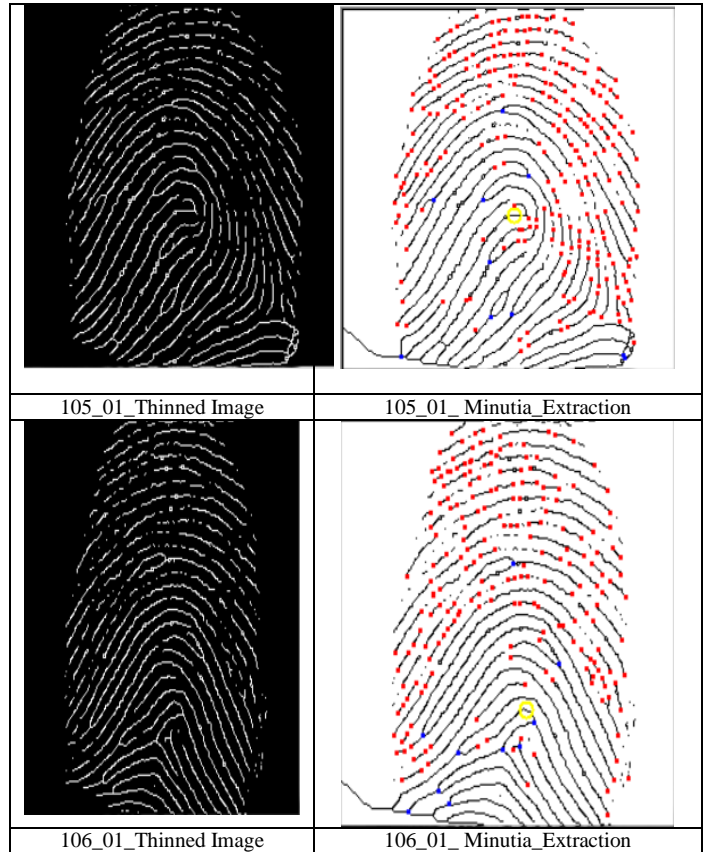 105_01_Thinned Image
105_01_ Minutia_Extraction
106_01_Thinned Image
106_01_ Minutia_Extraction